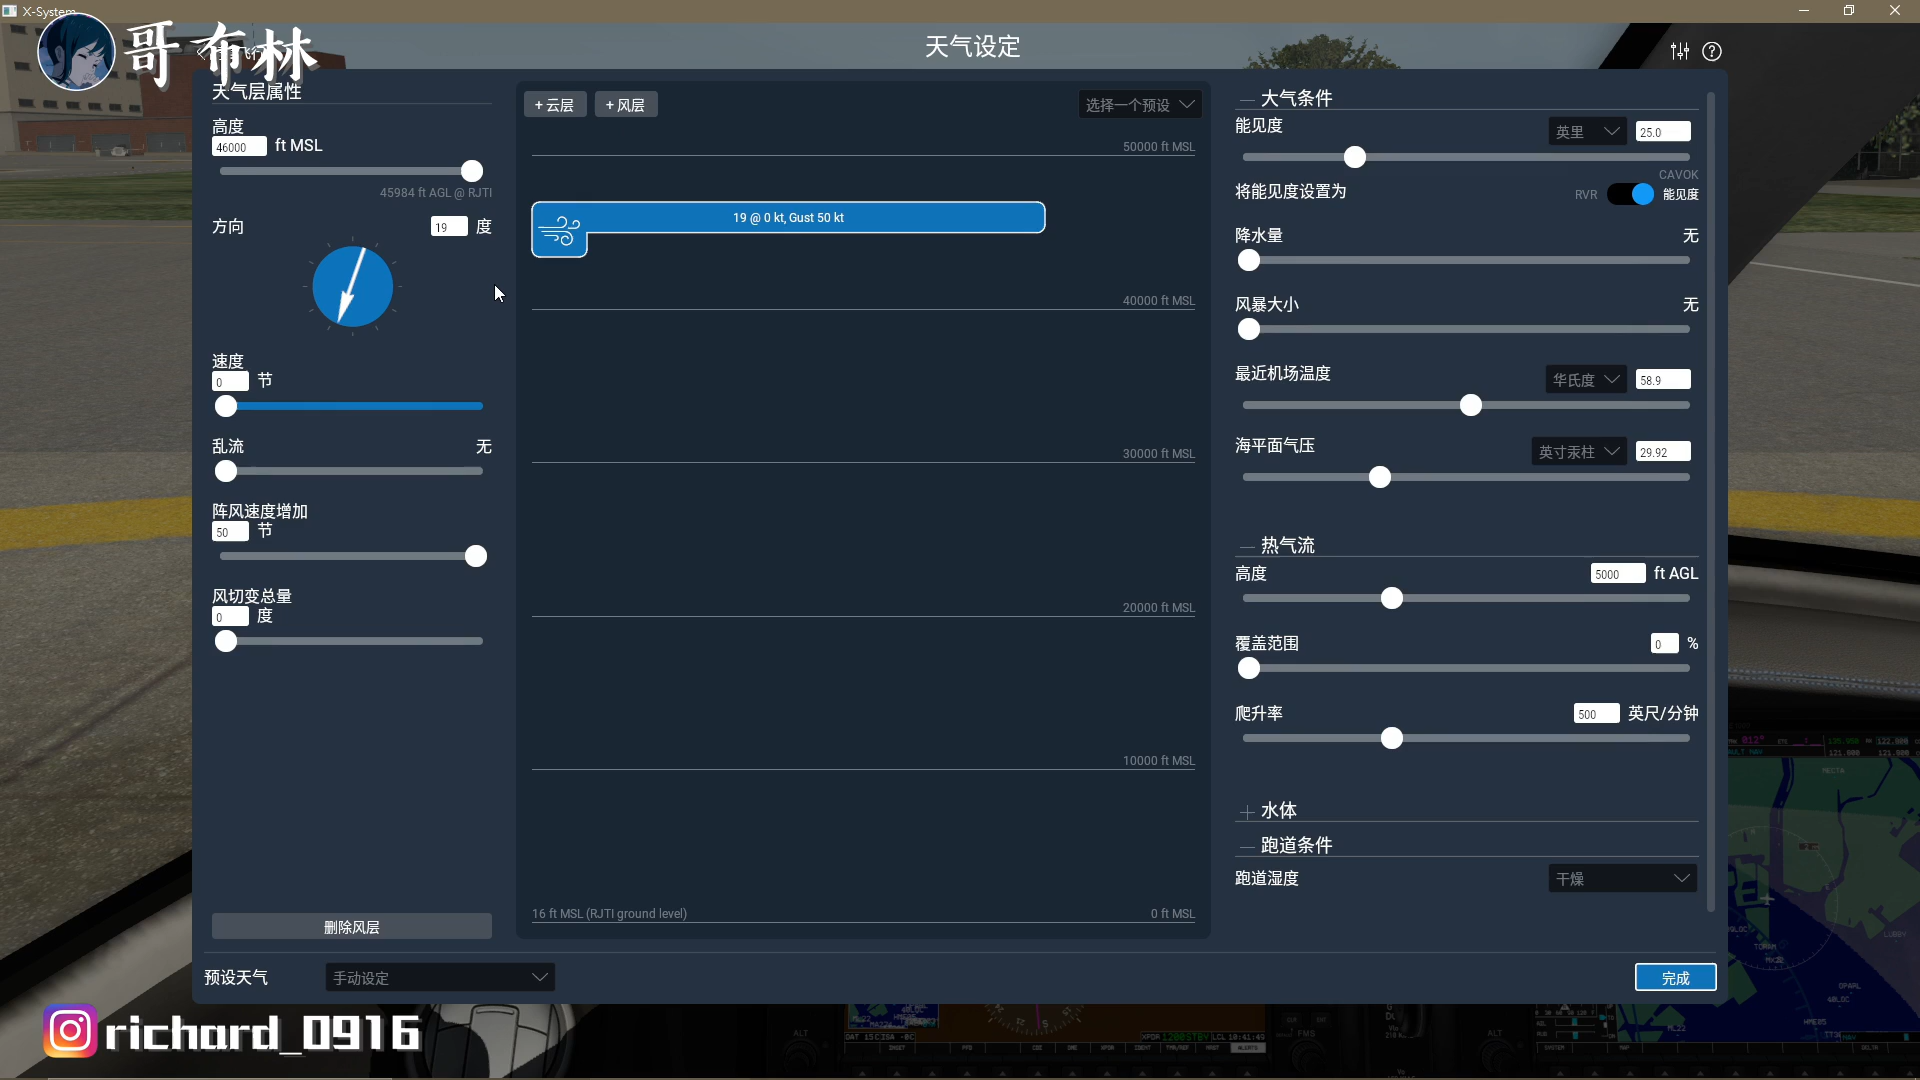 X-System
哥布林
天气设定
天气层属性
高度
46000 ft MSL
45984 ft AGL @ RJTI
方向 19 度
速度
0 节
乱流 无
阵风速度增加
50 节
风切变总量
0 度
删除风层
+ 云层 + 风层 选择一个预设
50000 ft MSL
19 @ 0 kt, Gust 50 kt
40000 ft MSL
30000 ft MSL
20000 ft MSL
10000 ft MSL
16 ft MSL (RJTI ground level) 0 ft MSL
大气条件
能见度 英里 25.0
CAVOK
将能见度设置为 RVR 能见度
降水量 无
风暴大小 无
最近机场温度 华氏度 58.9
海平面气压 英寸汞柱 29.92
热气流
高度 5000 ft AGL
覆盖范围 0 %
爬升率 500 英尺/分钟
水体
跑道条件
跑道湿度 干燥
预设天气 手动设定
完成
richard_0916